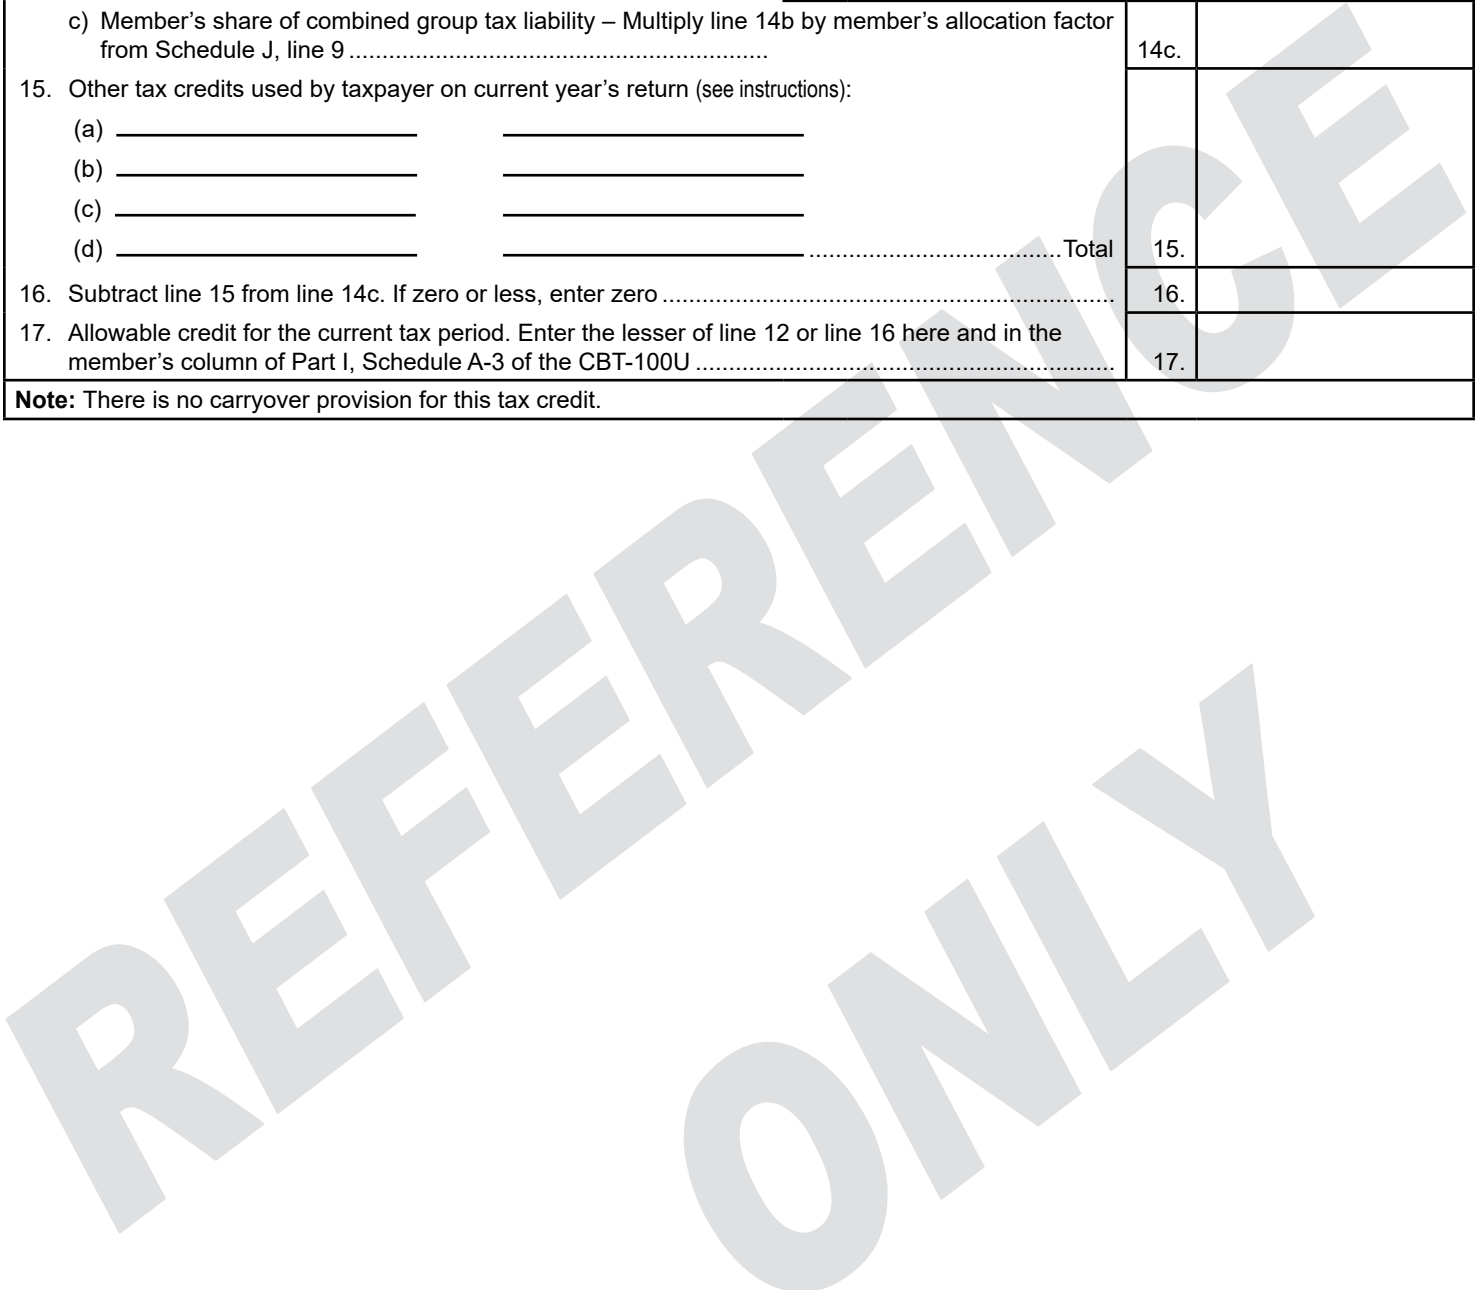 c) Member’s share of combined group tax liability – Multiply line 14b by member’s allocation factor
from Schedule J, line 9 ................................................................ 14c.
15. Other tax credits used by taxpayer on current year’s return (see instructions):
(a)
(b)
(c)
(d) ......................................Total 15.
16. Subtract line 15 from line 14c. If zero or less, enter zero ..................................................................... 16.
17. Allowable credit for the current tax period. Enter the lesser of line 12 or line 16 here and in the
member’s column of Part I, Schedule A-3 of the CBT-100U ................................................................ 17.
Note: There is no carryover provision for this tax credit.
REFERENCE
ONLY